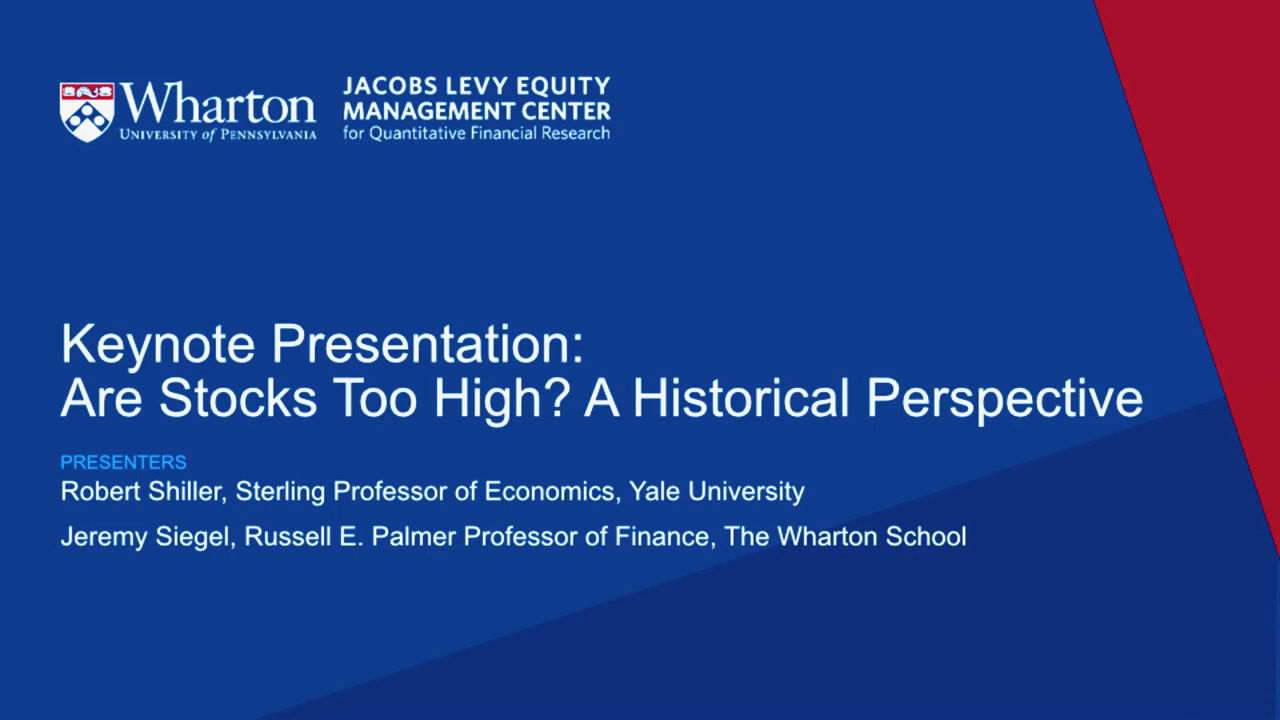 Wharton
UNIVERSITY of PENNSYLVANIA
JACOBS LEVY EQUITY
MANAGEMENT CENTER
for Quantitative Financial Research
Keynote Presentation:
Are Stocks Too High? A Historical Perspective
PRESENTERS
Robert Shiller, Sterling Professor of Economics, Yale University
Jeremy Siegel, Russell E. Palmer Professor of Finance, The Wharton School